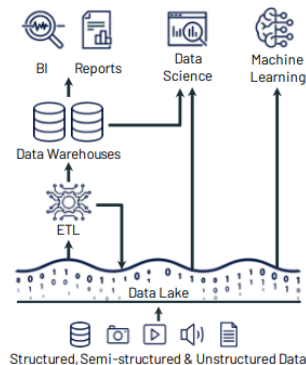 BI
Reports
Data
Science
Machine
Learning
Data Warehouses
ETL
Data Lake
Structured, Semi-structured & Unstructured Data